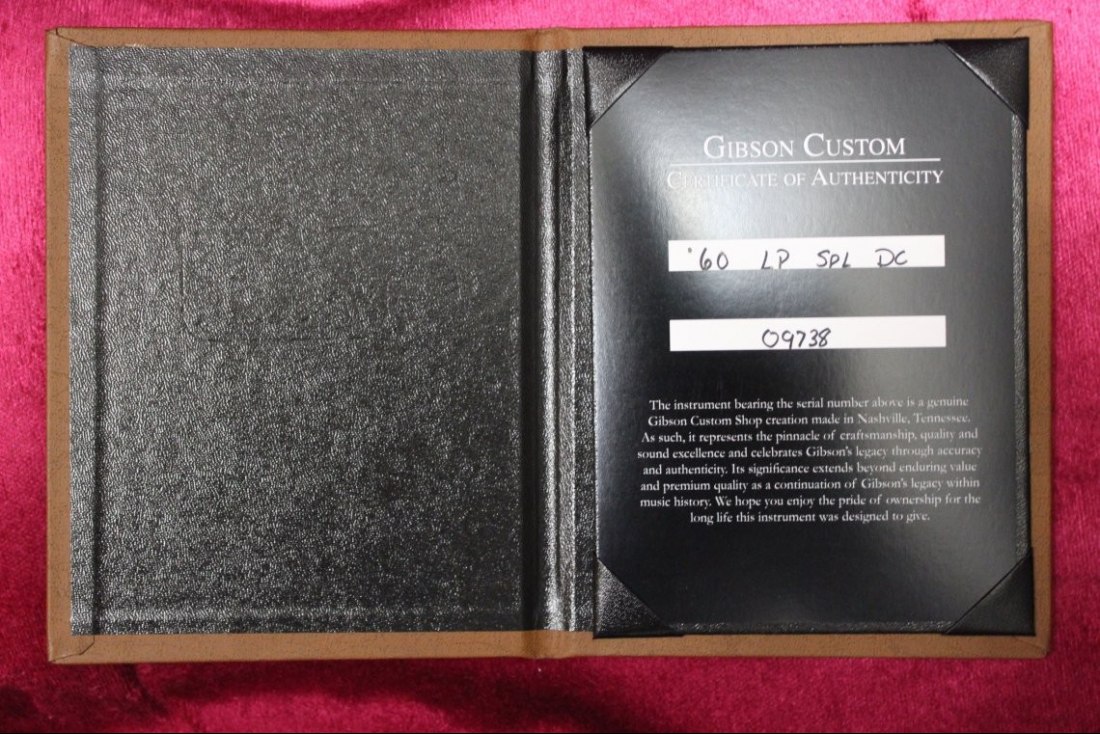 GIBSON CUSTOM
CERTIFICATE OF AUTHENTICITY
'60 LP SPL DC
09738
The instrument bearing the serial number above is a genuine
Gibson Custom Shop creation made in Nashville, Tennessee.
As such, it represents the pinnacle of craftsmanship, quality and
sound excellence and celebrates Gibson's legacy through accuracy
and authenticity. Its significance extends beyond enduring value
and premium quality as a continuation of Gibson's legacy within
music history. We hope you enjoy the pride of ownership for the
long life this instrument was designed to give.